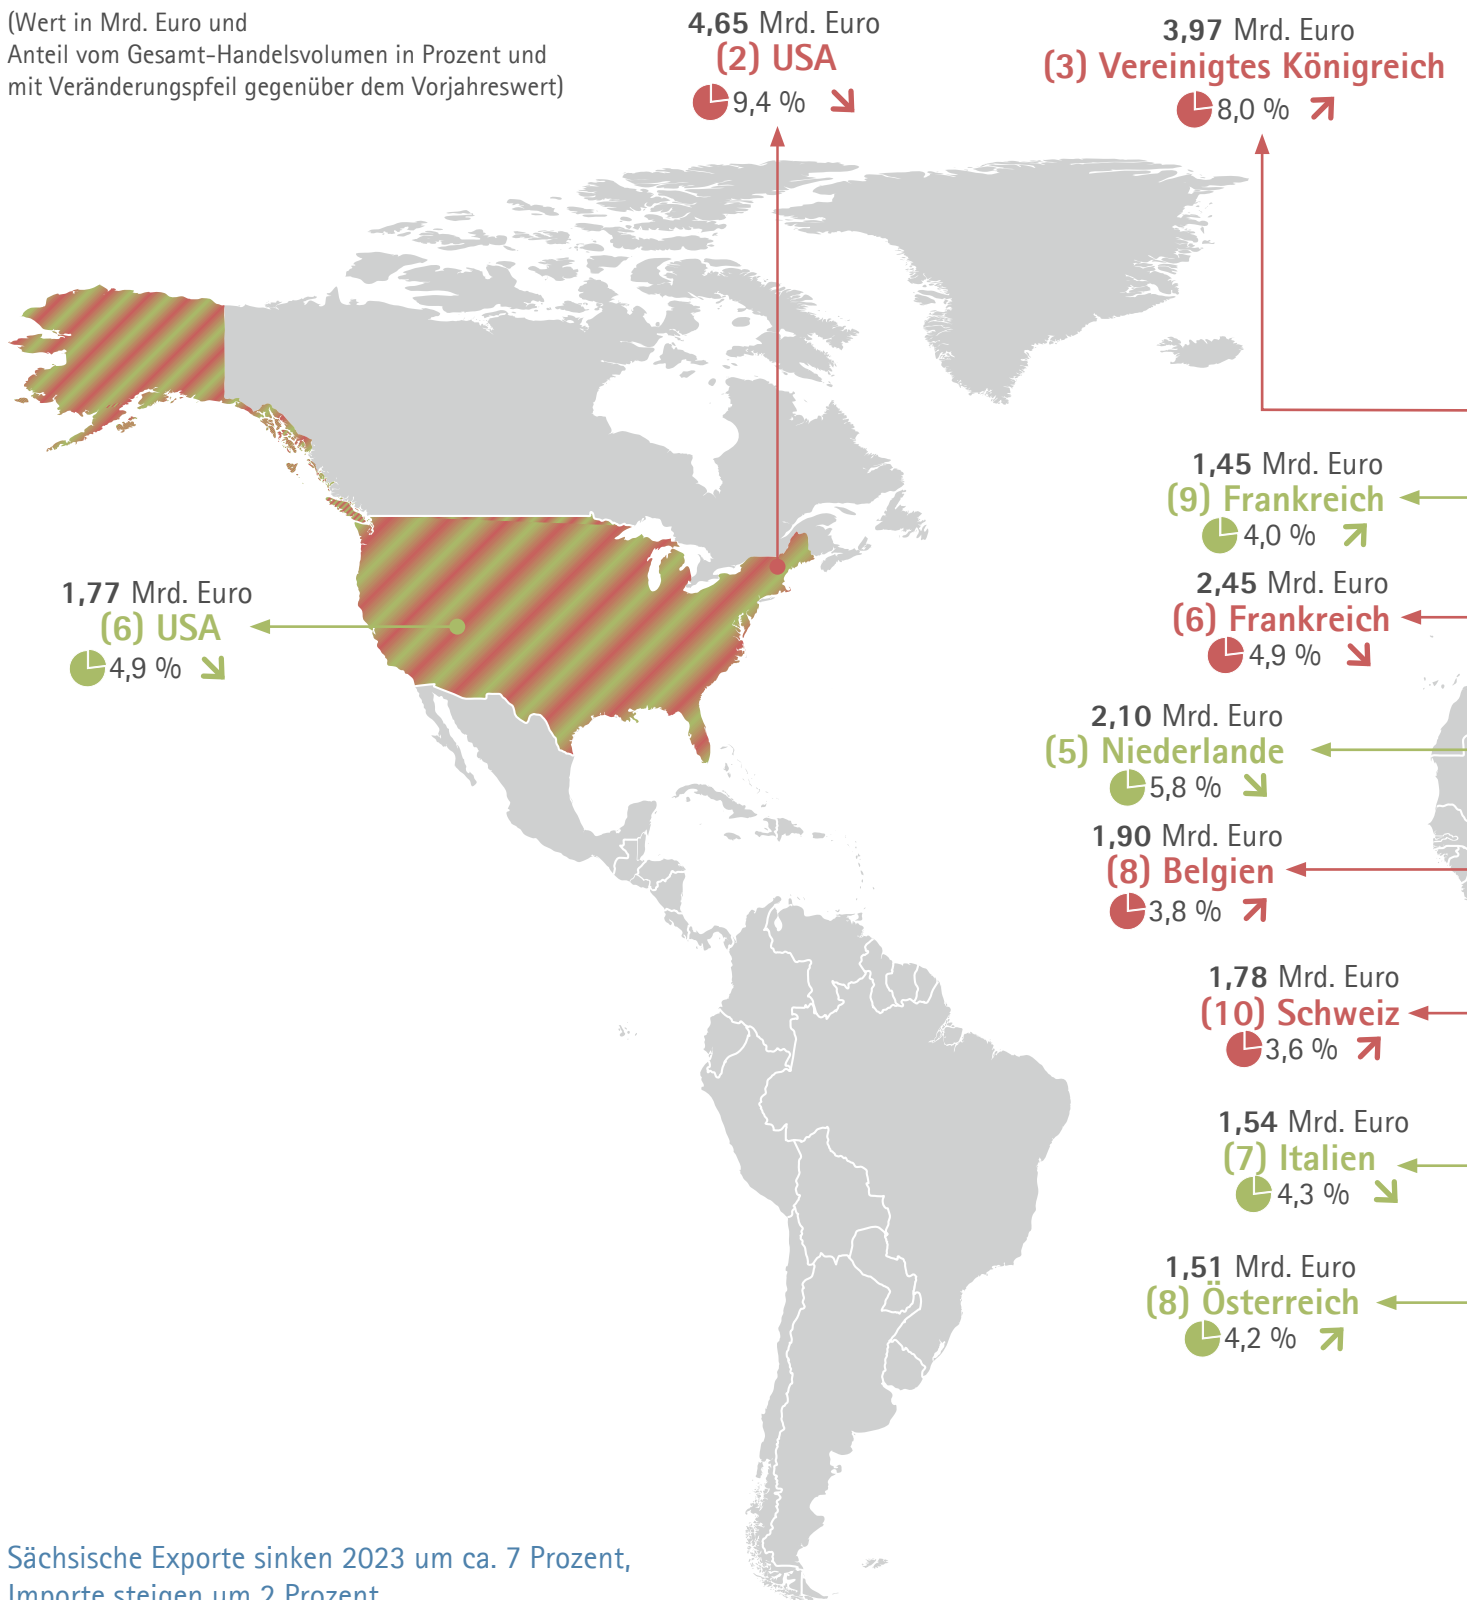 (Wert in Mrd. Euro und
Anteil vom Gesamt-Handelsvolumen in Prozent und
mit Veränderungspfeil gegenüber dem Vorjahreswert)
4,65 Mrd. Euro
(2) USA
9,4 %
3,97 Mrd. Euro
(3) Vereinigtes Königreich
8,0 %
1,45 Mrd. Euro
(9) Frankreich
4,0 %
2,45 Mrd. Euro
(6) Frankreich
4,9 %
1,77 Mrd. Euro
(6) USA
4,9 %
2,10 Mrd. Euro
(5) Niederlande
5,8 %
1,90 Mrd. Euro
(8) Belgien
3,8 %
1,78 Mrd. Euro
(10) Schweiz
3,6 %
1,54 Mrd. Euro
(7) Italien
4,3 %
1,51 Mrd. Euro
(8) Österreich
4,2 %
Sächsische Exporte sinken 2023 um ca. 7 Prozent,
Importe steigen um 2 Prozent